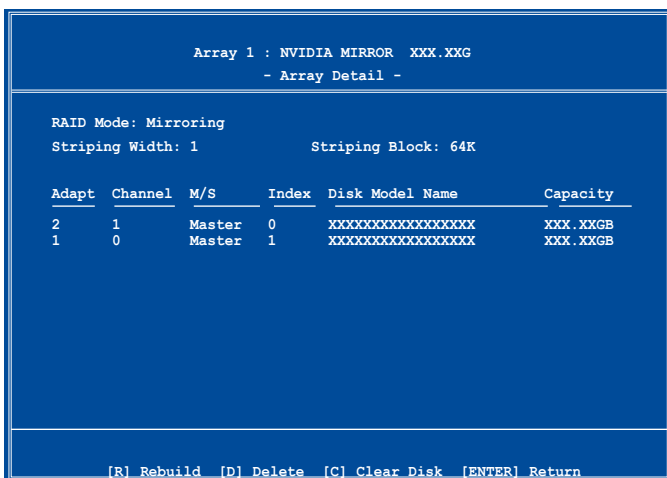 Array 1 : NVIDIA MIRROR XXX.XXG
- Array Detail -
RAID Mode: Mirroring
Striping Width: 1 Striping Block: 64K
Adapt Channel M/S Index Disk Model Name Capacity
2 1 Master 0 XXXXXXXXXXXXXXXXX XXX.XXGB
1 0 Master 1 XXXXXXXXXXXXXXXXX XXX.XXGB
[R] Rebuild [D] Delete [C] Clear Disk [ENTER] Return